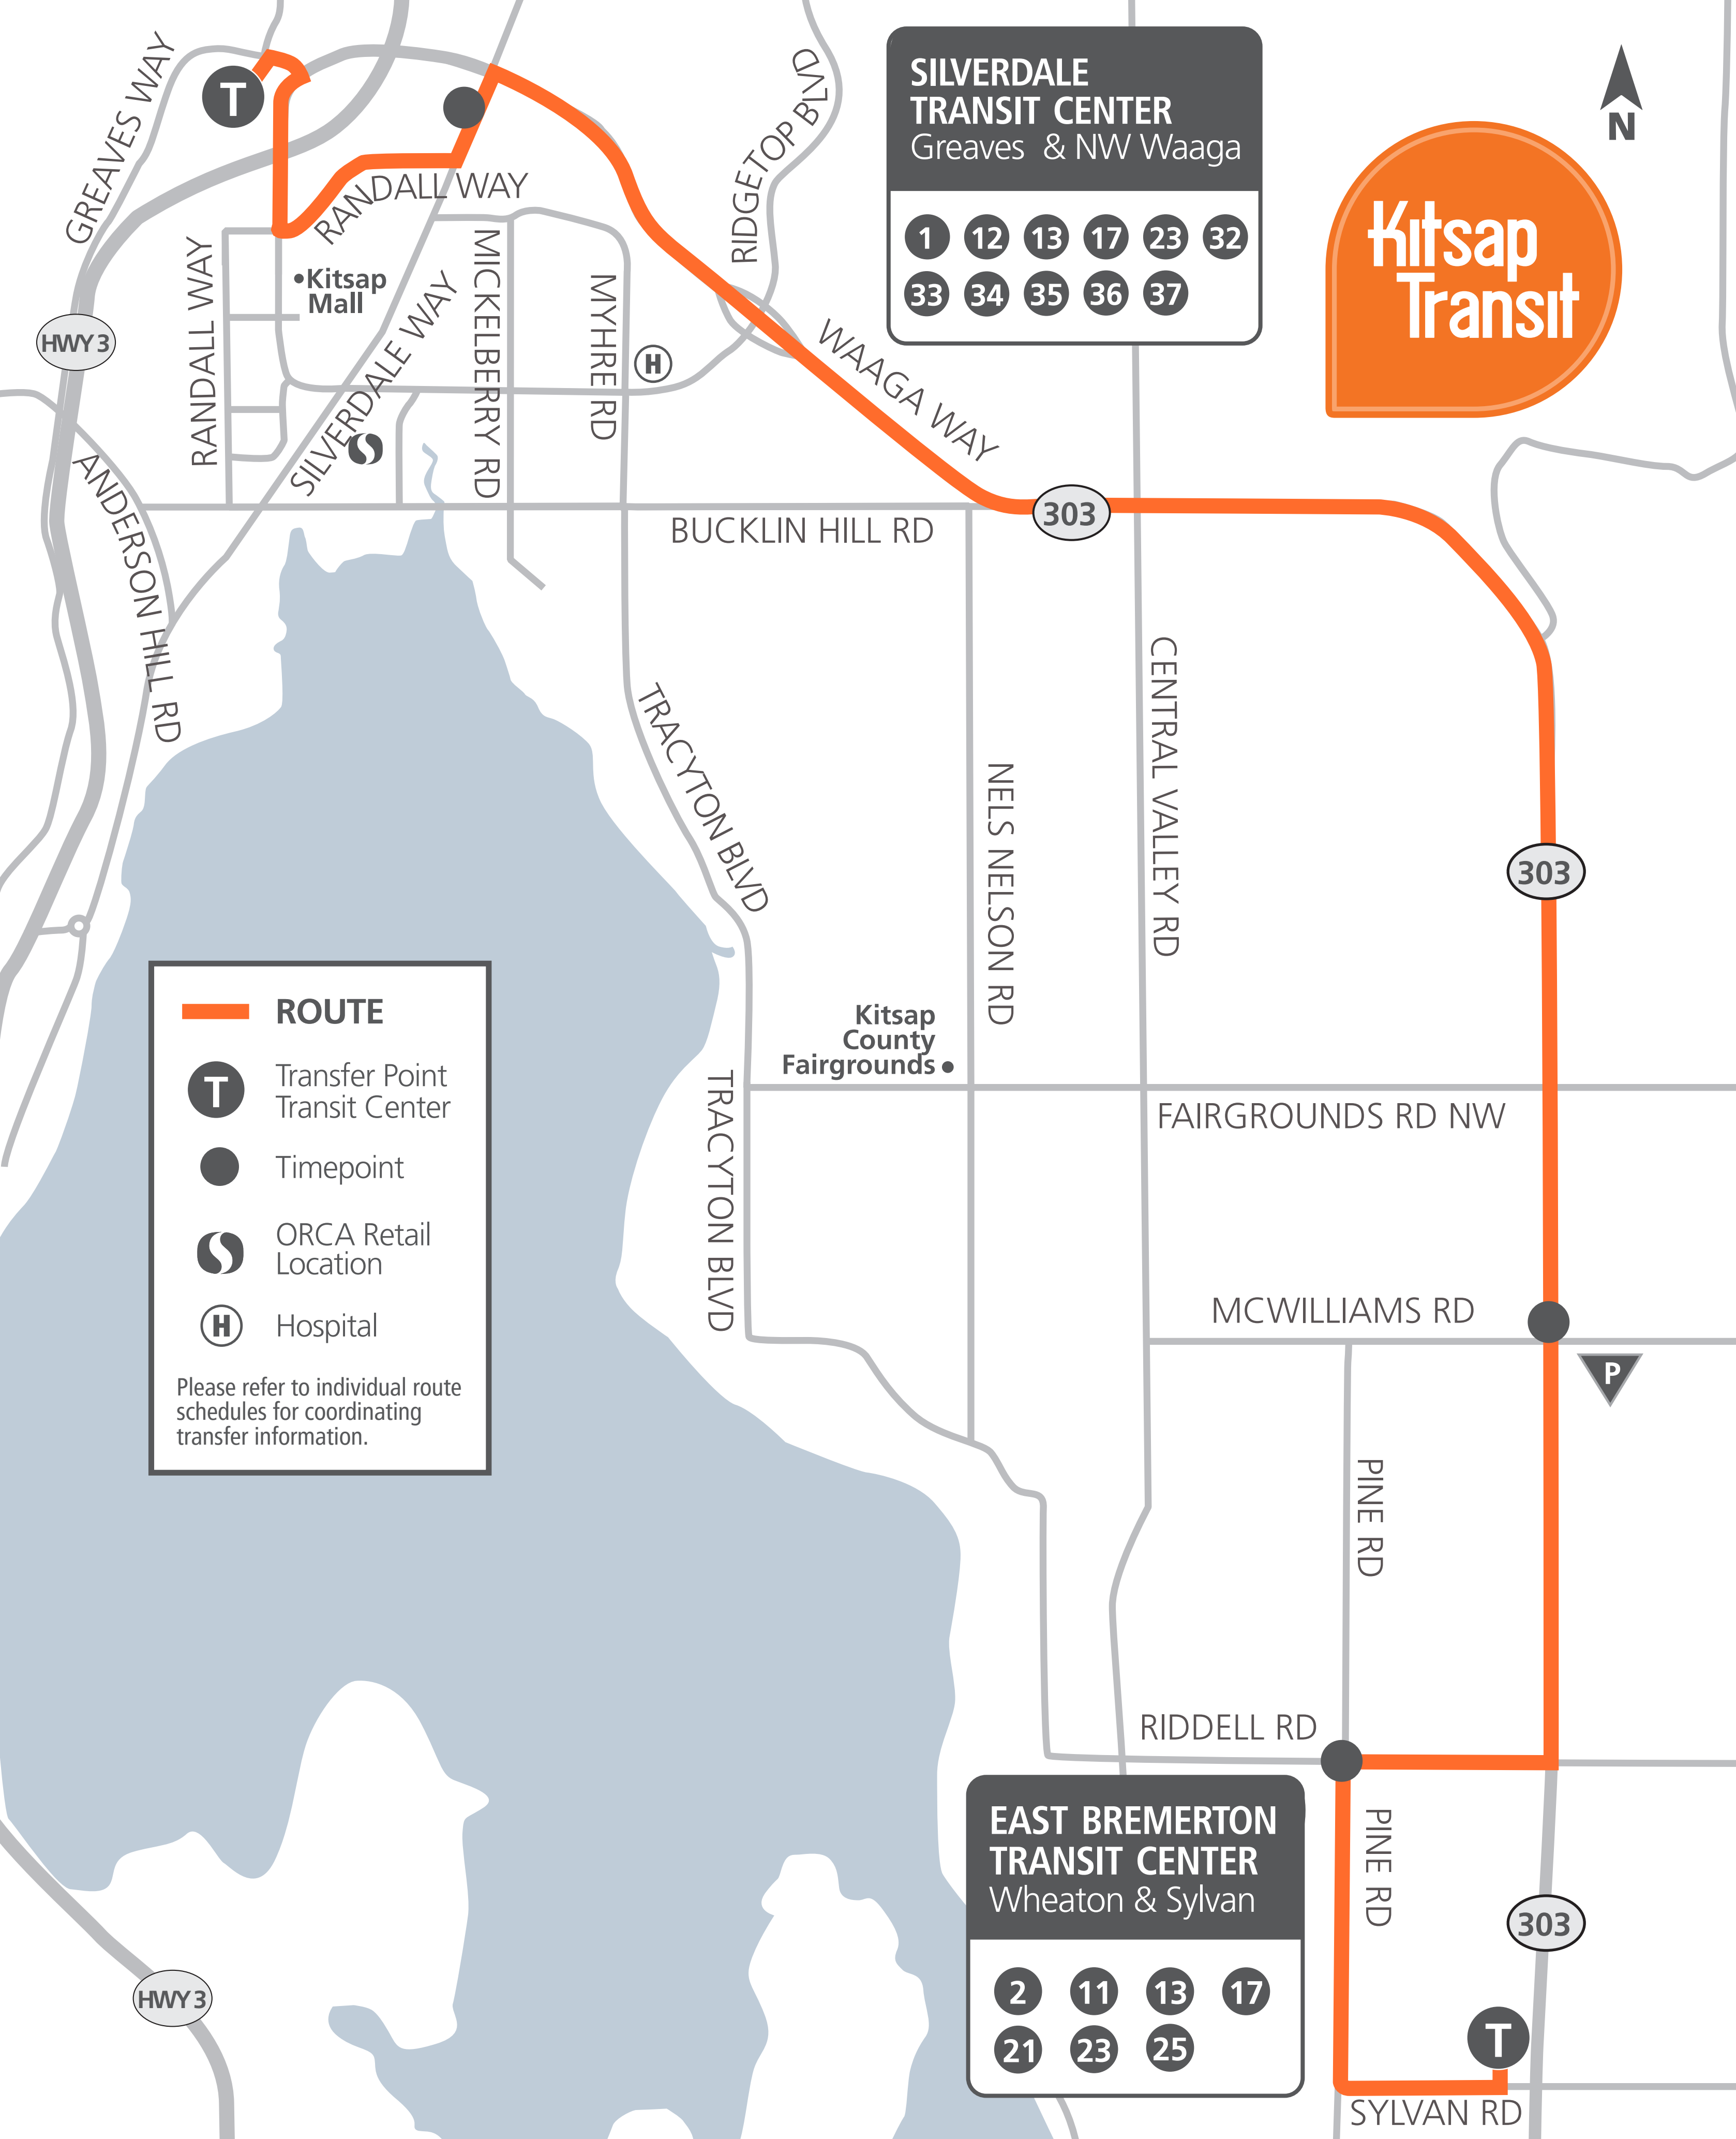 GREAVES WAY
T
RANDALL WAY
RIDGETOP BLVD
SILVERDALE
TRANSIT CENTER
Greaves & NW Waaga
1 12 13 17 23 32
33 34 35 36 37
N
Kitsap
Transit
HWY 3
RANDALL WAY
•Kitsap
Mall
SILVERDALE WAY
MICKELBERRY RD
MYHRE RD
H
WAAGA WAY
ANDERSON HILL RD
BUCKLIN HILL RD
303
TRACYTON BLVD
NELS NELSON RD
CENTRAL VALLEY RD
303
Kitsap
County
Fairgrounds •
FAIRGROUNDS RD NW
TRACYTON BLVD
MCWILLIAMS RD
P
ROUTE
T
Transfer Point
Transit Center
Timepoint
ORCA Retail
Location
H
Hospital
Please refer to individual route
schedules for coordinating
transfer information.
PINE RD
RIDDELL RD
PINE RD
EAST BREMERTON
TRANSIT CENTER
Wheaton & Sylvan
2 11 13 17
21 23 25
303
HWY 3
T
SYLVAN RD